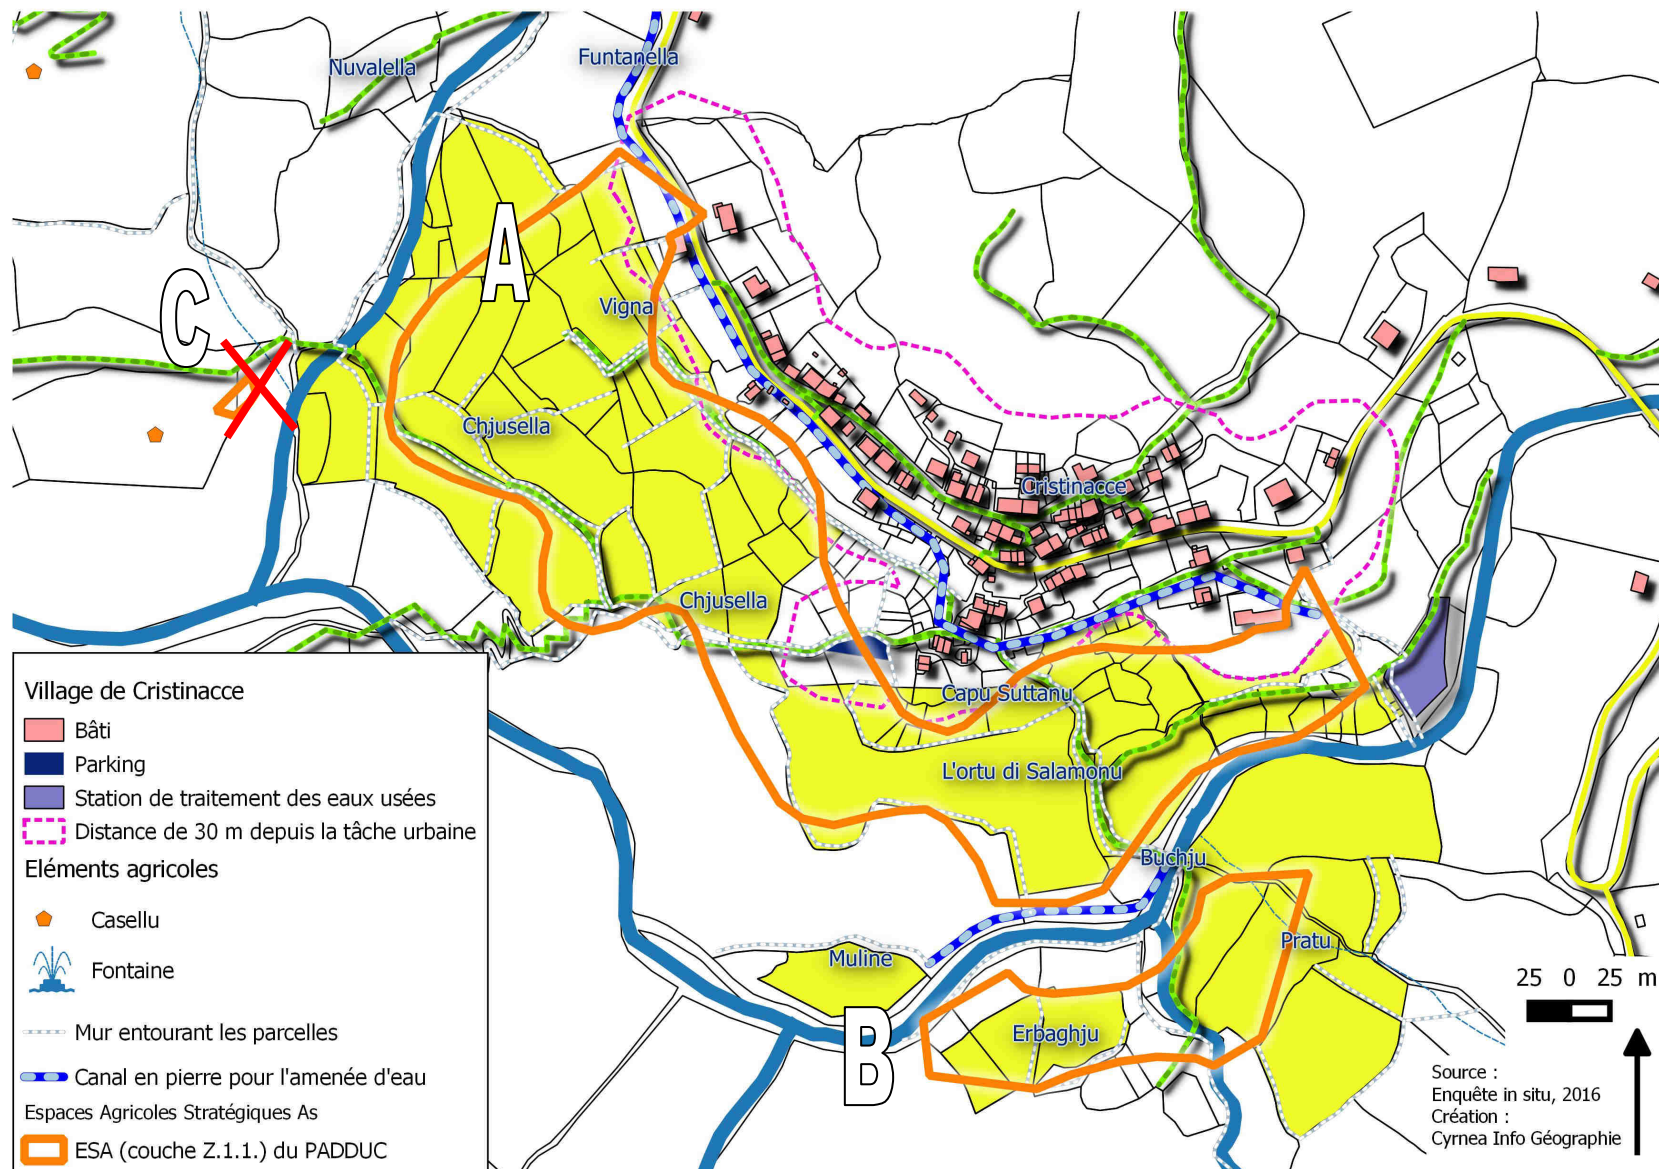 Nuvalella
Funtanella
A
C
Vigna
Chjusella
Cristinacce
Chjusella
Capu Suttanu
L'ortu di Salamonu
Buchju
Pratu
Muline
Erbaghju
B
Village de Cristinacce
Bâti
Parking
Station de traitement des eaux usées
Distance de 30 m depuis la tâche urbaine
Eléments agricoles
Casellu
Fontaine
Mur entourant les parcelles
Canal en pierre pour l'amenée d'eau
Espaces Agricoles Stratégiques As
ESA (couche Z.1.1.) du PADDUC
25 0 25 m
Source :
Enquête in situ, 2016
Création :
Cyrnea Info Géographie